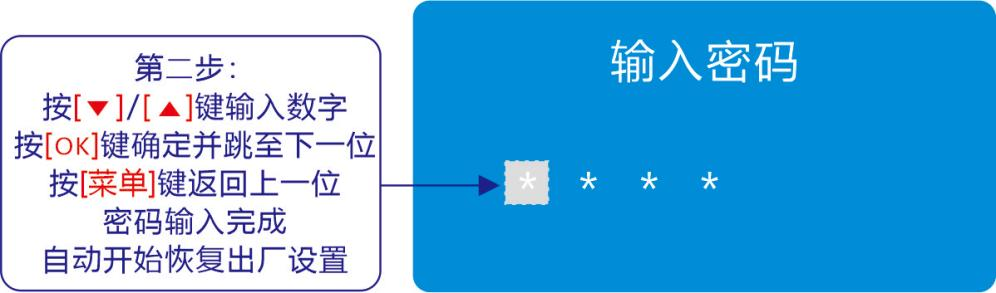 第二步：
按[▼]/[▲]键输入数字
按[OK]键确定并跳至下一位
按[菜单]键返回上一位
密码输入完成
自动开始恢复出厂设置
输入密码
* * * *